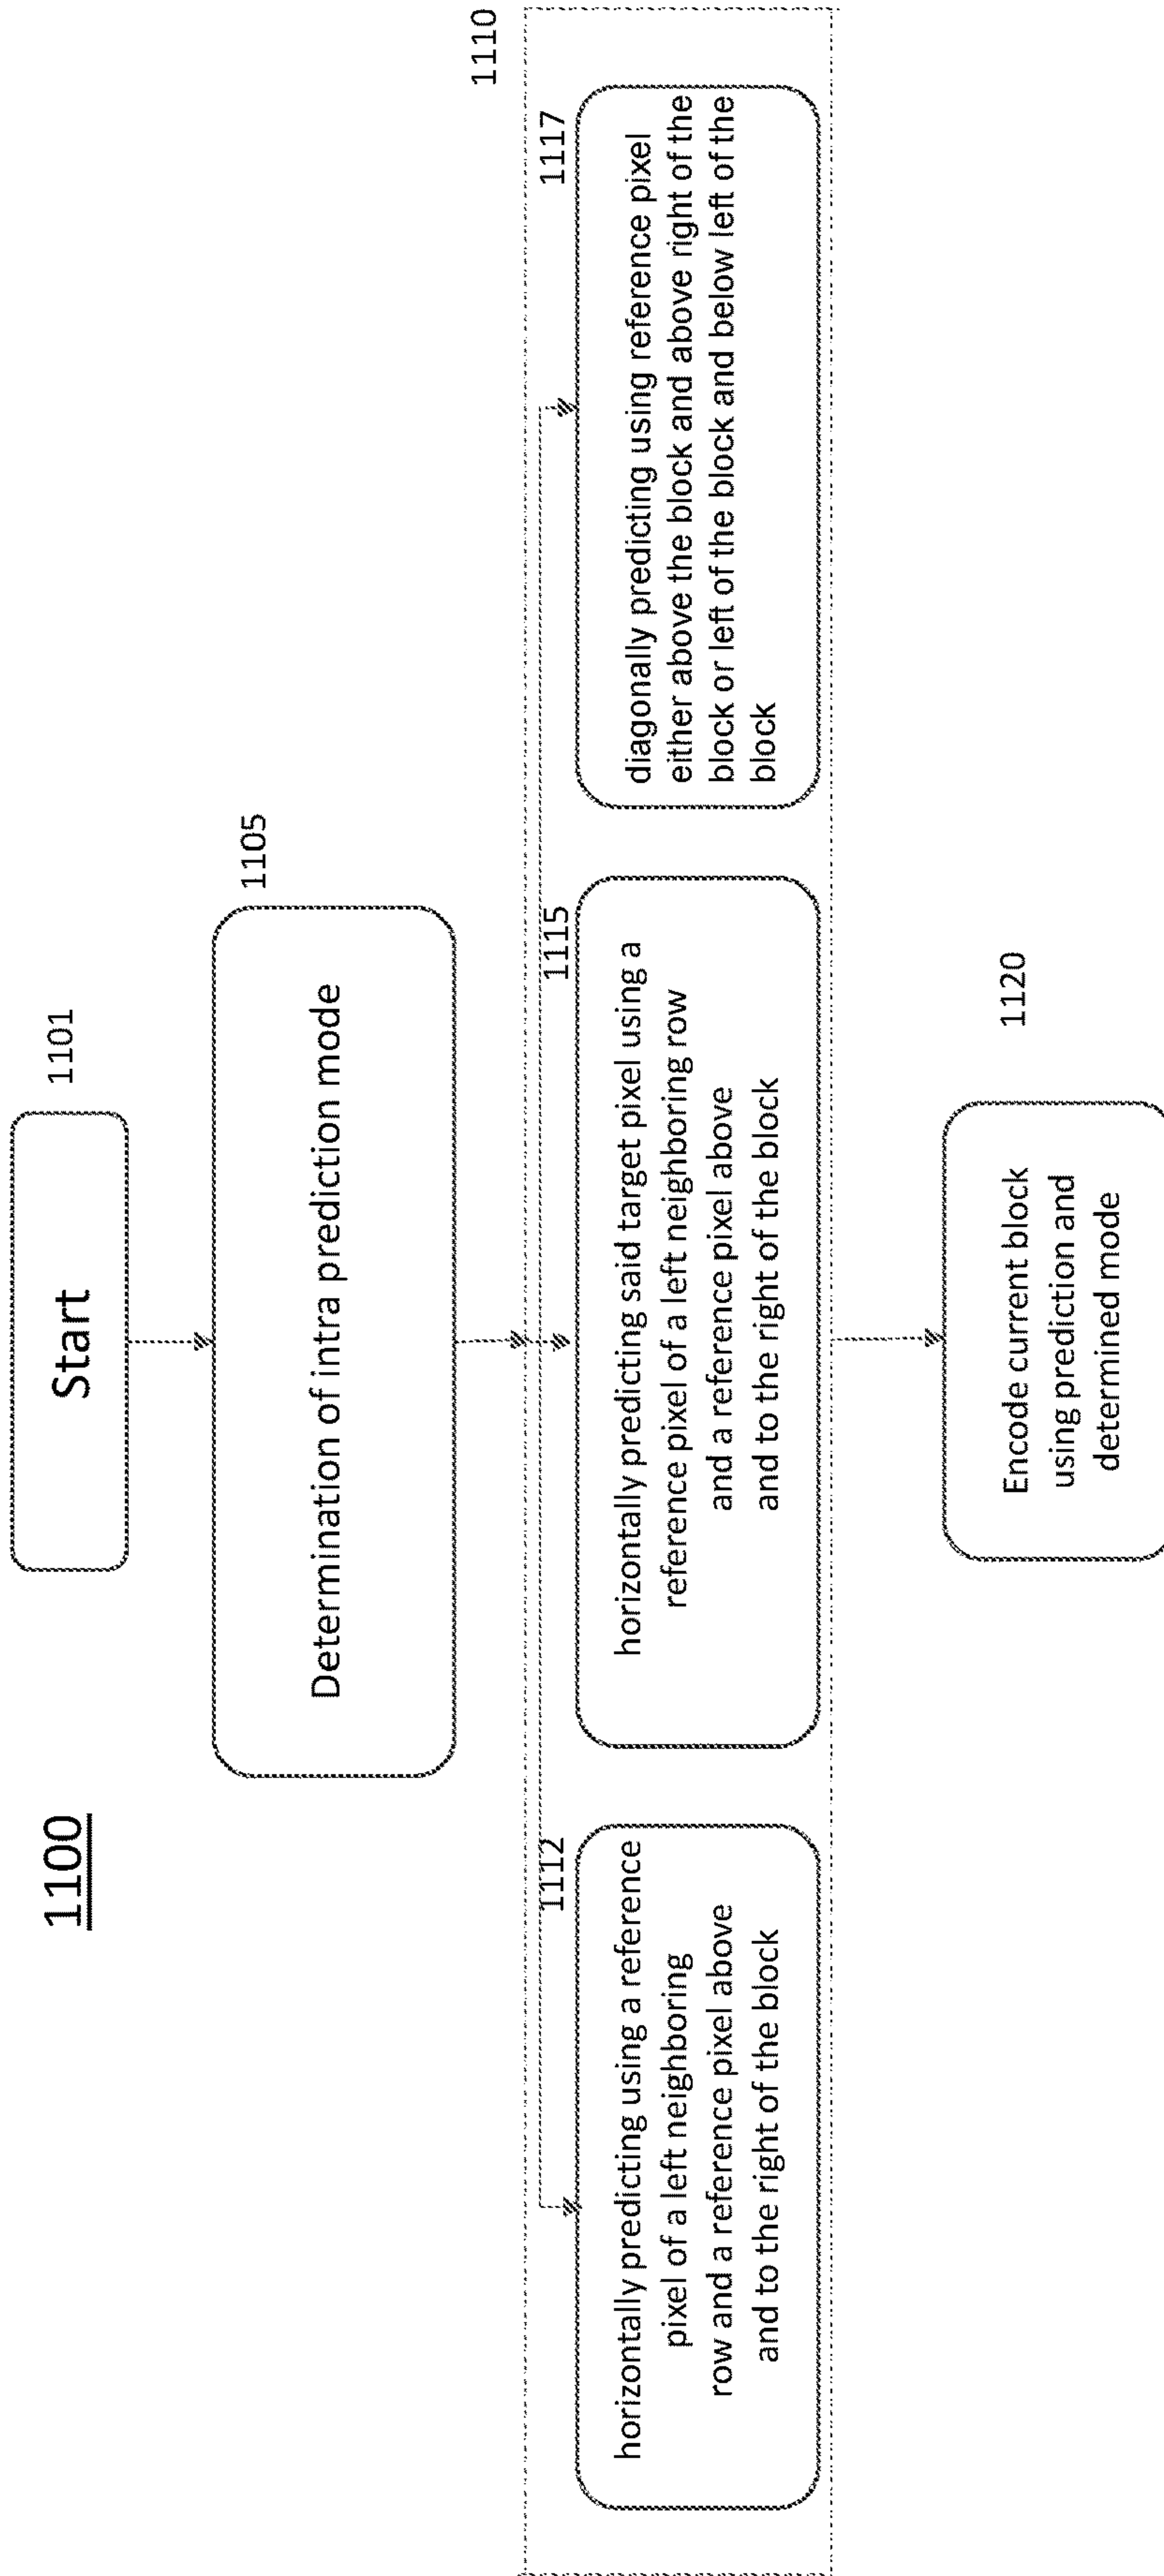 1100
Start
1101
Determination of intra prediction mode
1105
1110
1112
horizontally predicting using a reference
pixel of a left neighboring
row and a reference pixel above
and to the right of the block
1115
horizontally predicting said target pixel using a
reference pixel of a left neighboring row
and a reference pixel above
and to the right of the block
1117
diagonally predicting using reference pixel
either above the block and above right of the
block or left of the block and below left of the
block
Encode current block
using prediction and
determined mode
1120